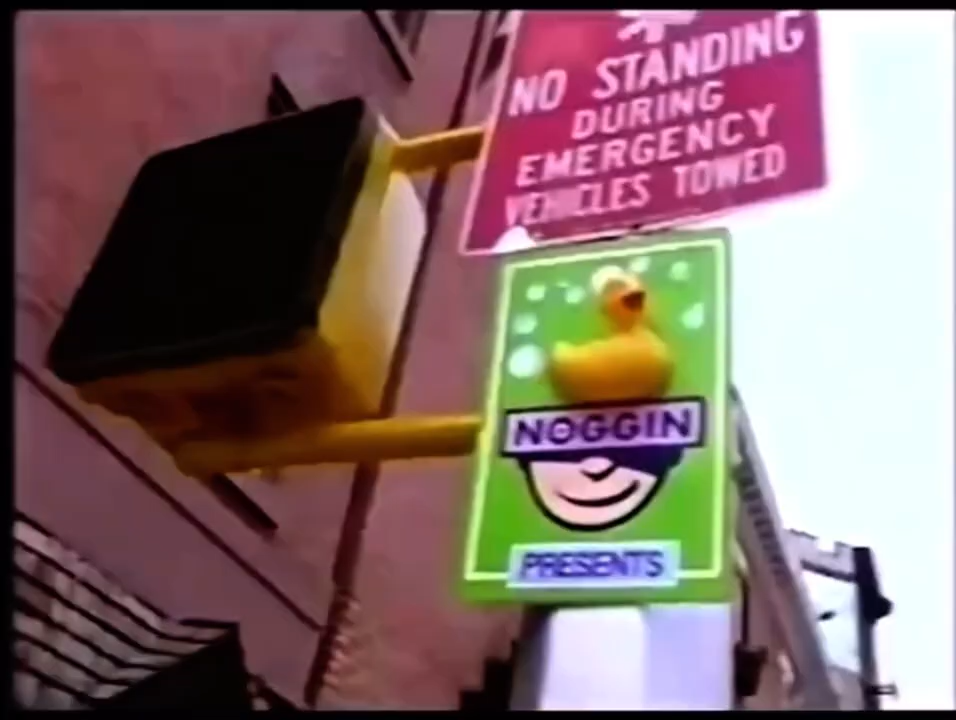 NO STANDING
DURING
EMERGENCY
VEHICLES TOWED
NOGGIN
PRESENTS